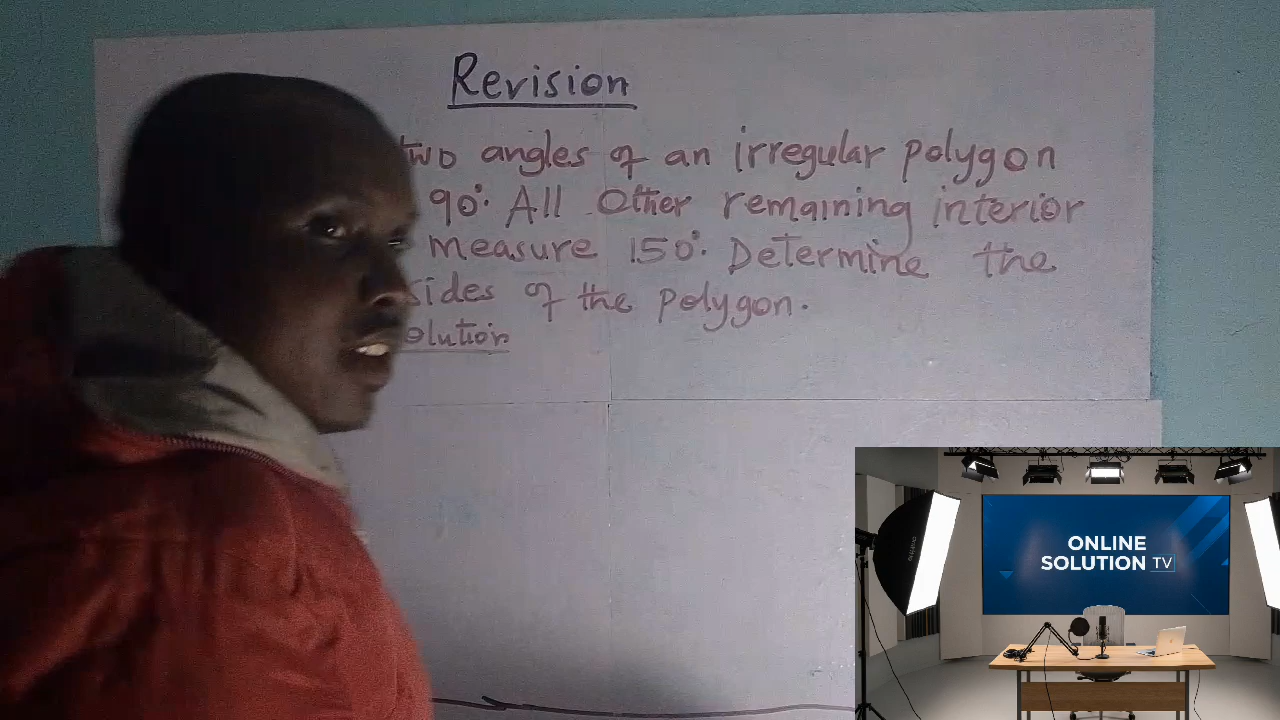 Revision
two angles of an irregular polygon
90°. All Other remaining interior
measure 150°. Determine the
sides of the polygon.
olution
ONLINE
SOLUTION TV